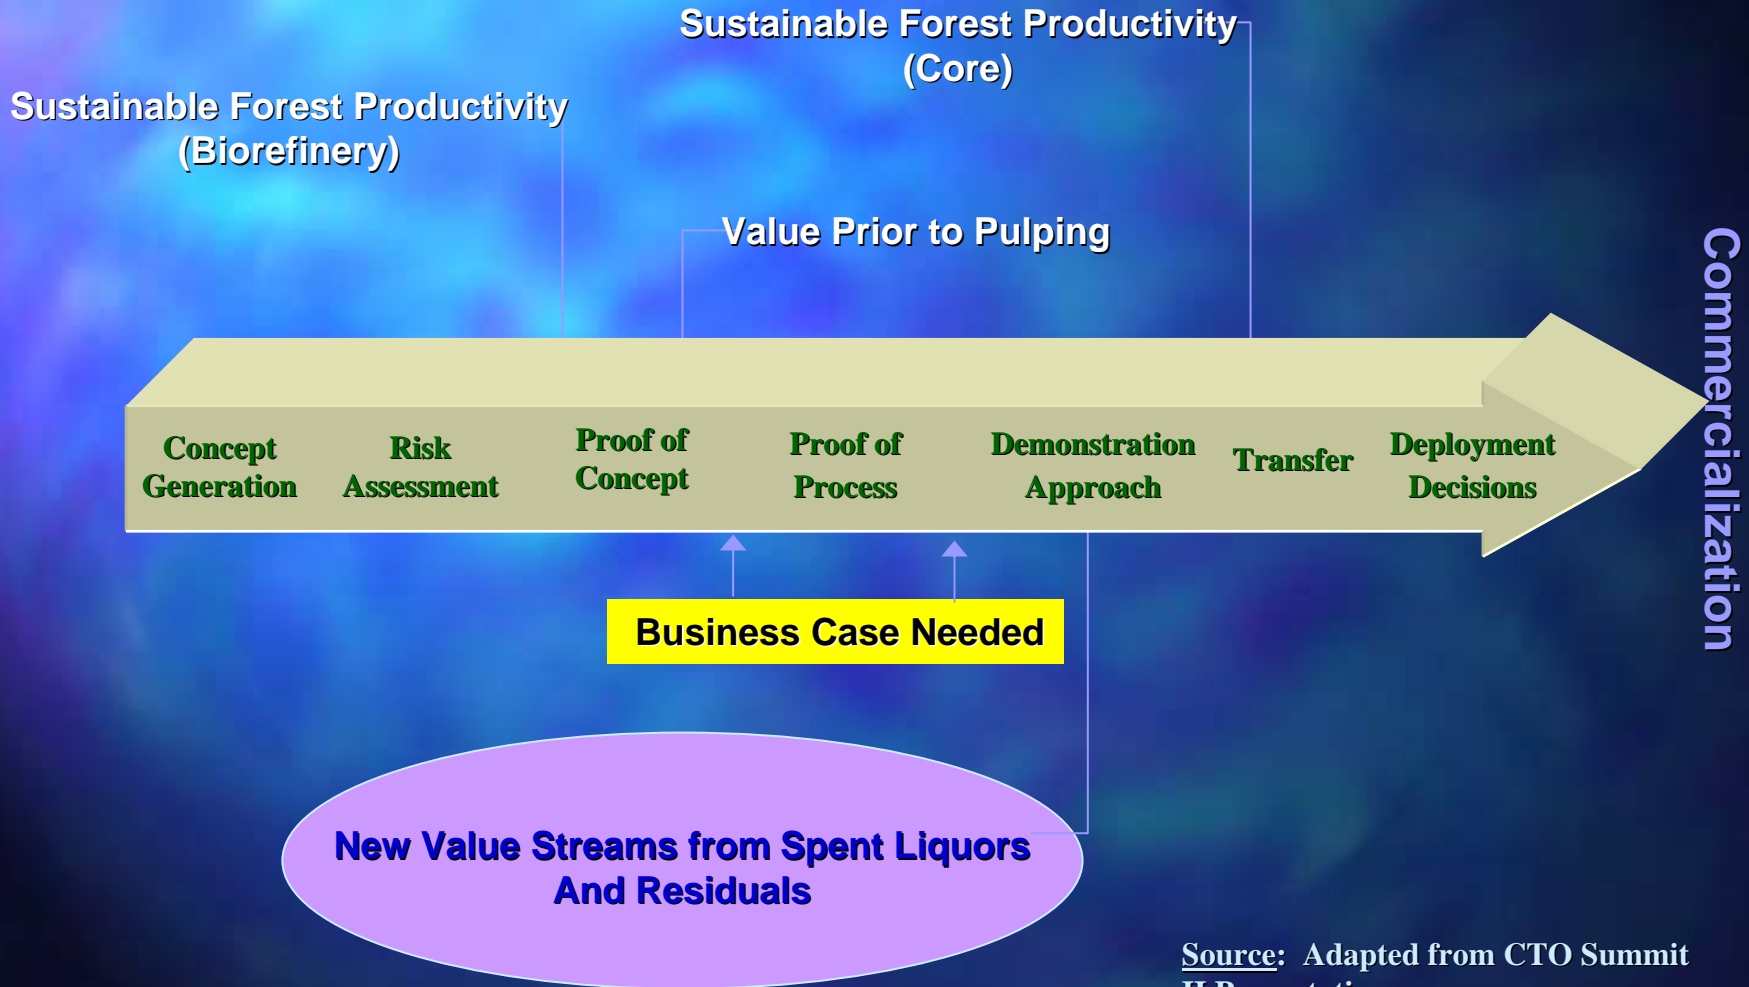 Sustainable Forest Productivity
(Core)
Sustainable Forest Productivity
(Biorefinery)
Value Prior to Pulping
Commercialization
Concept
Generation
Risk
Assessment
Proof of
Concept
Proof of
Process
Demonstration
Approach
Transfer
Deployment
Decisions
Business Case Needed
New Value Streams from Spent Liquors
And Residuals
Source: Adapted from CTO Summit